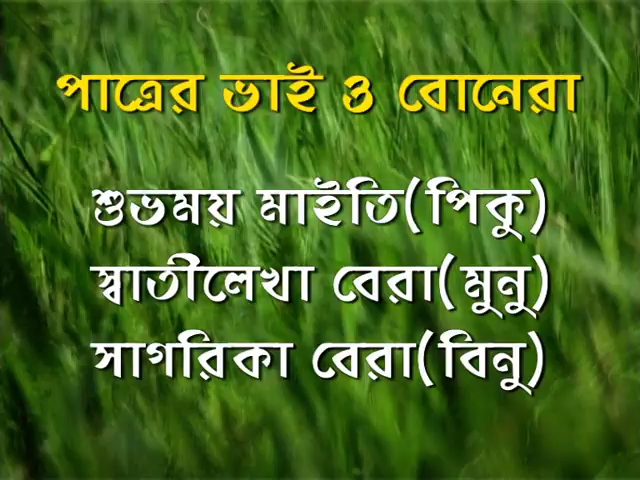 পাত্রের ভাই ও বোনেরা
শুভময় মাইতি(পিকু)
স্বাতীলেখা বেরা(মুনু)
সাগরিকা বেরা(বিনু)